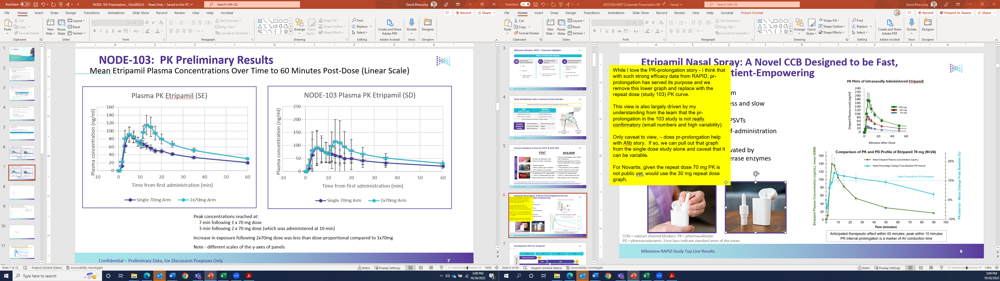 AutoSave Off NODE-103-Presentation _14Jul2022v5 - Read-Only • Saved to this PC Search (Alt+Q) David Bharucha
File Home Insert Draw Design Transitions Animations Slide Show Record Review View Help Acrobat Record Share
Paste Cut Copy Format Painter New Slide Reuse Slides Layout Reset Section Text Direction Align Text Convert to SmartArt Arrange Quick Styles Shape Fill Shape Outline Shape Effects Find Replace Select Create and Share Adobe PDF Dictate Designer
Clipboard Slides Font Paragraph Drawing Editing Adobe Acrobat Voice Designer
NODE-103: PK Preliminary Results
Mean Etripamil Plasma Concentrations Over Time to 60 Minutes Post-Dose (Linear Scale)
Plasma PK Etripamil (SE)
Plasma concentration (ng/ml)
160
140
120
100
80
60
40
20
0
-10 0 10 20 30 40 50 60
Time from first administration (min)
Single 70mg Arm 2x70mg Arm
NODE-103 Plasma PK Etripamil (SD)
Plasma concentration (ng/ml)
250
200
150
100
50
0
-10 0 10 20 30 40 50 60
Time from first administration (min)
Single 70mg Arm 2x70mg Arm
Peak concentrations reached at:
7 min following 1 x 70 mg dose
3 min following 2 x 70 mg dose (which was administered at 10 min)
Increase in exposure following 2x70mg dose was less than dose-proportional compared to 1x70mg
Note - different scales of the y-axes of panels
Confidential – Preliminary Data, for Discussion Purposes Only 7
Slide 7 of 22 English (United States) Accessibility: Investigate Notes Display Settings 160%
Type here to search 3:09 PM
10/26/2022
AutoSave On 20221024 MIST Corporate Presentation BD • Saved Search (Alt+Q) David Bharucha
File Home Insert Draw Design Transitions Animations Slide Show Record Review View Help Acrobat Picture Format Record Present in Teams Share
Paste Cut Copy Format Painter New Slide Reuse Slides Layout Reset Section Text Direction Align Text Convert to SmartArt Arrange Quick Styles Shape Fill Shape Outline Shape Effects Find Replace Select Create and Share Adobe PDF Dictate Designer
Clipboard Slides Font Paragraph Drawing Editing Adobe Acrobat Voice Designer
Milestone (Nasdaq: MIST) - Corporate Highlights
Atrial Arrhythmias with a Common Patient Burden
Current Standard of Care for PSVT & AFib-RVR
PSVT AFib-RVR
Development Plan for Etripamil
Etripamil Nasal Spray: A Novel CCB Designed to be Fast,
tient-Empowering
While I love the PR-prolongation story - I think that
with such strong efficacy data from RAPID, pr-
prolongation has served its purpose and we
remove this lower graph and replace with the
repeat dose (study 103) PK curve.
This view is also largely driven by my
understanding from the team that the pr-
prolongation in the 103 study is not really
confirmatory (small numbers and high variability).
Only caveat to view, – does pr-prolongation help
with Afib story. If so, we can pull out that graph
from the single dose study alone and caveat that it
can be variable.
For Novartis, given the repeat dose 70 mg PK is
not public yet, would use the 30 mg repeat dose
graph.
m
ess and slow
PSVTs
f-administration
vated by
erase enzymes
PK Plots of Intranasally Administered Etripamil
Etripamil Plasma Levels (ng/ml)
240
220
200
180
160
140
120
100
80
60
40
20
0
0 20 40 60
Minutes after Dose
140 mg
60 mg
14 mg
Comparison of PK and PD Profile of Etripamil 70 mg (N=24)
Mean Etripamil Plasma Concentration (ng/mL)
Mean Percentage Change From Baseline PR Interval
Target Threshold for PR Prolongation
Etripamil Plasma Concentration (ng/mL), mean (SEM)
160
140
120
100
80
60
40
20
0
20%
10%
0%
-10%
PR Interval – Mean Change From Baseline (%)
0 10 20 30 40 50 60 70 80 90 100
Time (minutes)
Anticipated therapeutic effect within 45 minutes; peak within 10 minutes
PR interval prolongation is a marker of AV conduction time
CCBs = calcium channel blockers. PK = pharmacokinetic.
PD = pharmacodynamic. Error bars indicate standard error of the mean
Milestone RAPID Study Top Line Results 6
Slide 6 of 69 English (United States) Accessibility: Investigate Notes Display Settings 146%
3:09 PM
10/26/2022